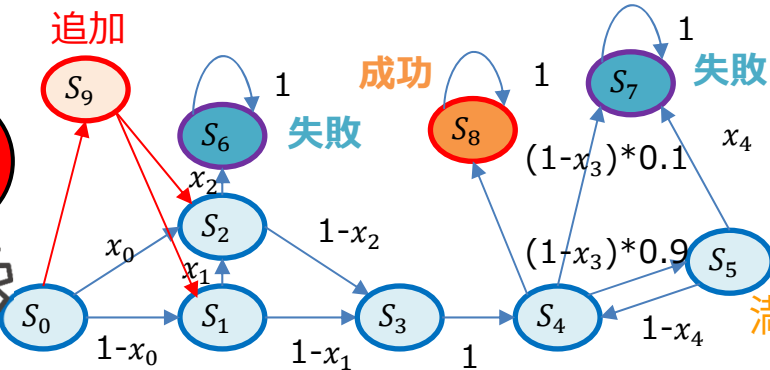 追加
S₉
1
失敗
S₆
x₂
S₂
x₀
x₁
S₀
1-x₀
S₁
1-x₁
1-x₂
S₃
1
成功
1
S₈
1
失敗
S₇
(1-x₃)*0.1
x₄
(1-x₃)*0.9
S₅
S₄
1-x₄